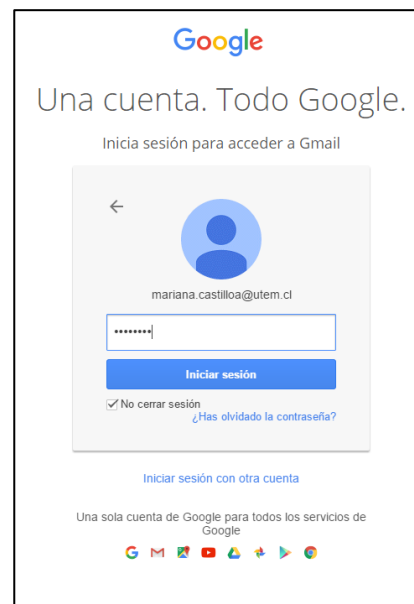 Google
Una cuenta. Todo Google.
Inicia sesión para acceder a Gmail
mariana.castilloa@utem.cl
••••••••
Iniciar sesión
No cerrar sesión
¿Has olvidado la contraseña?
Iniciar sesión con otra cuenta
Una sola cuenta de Google para todos los servicios de
Google